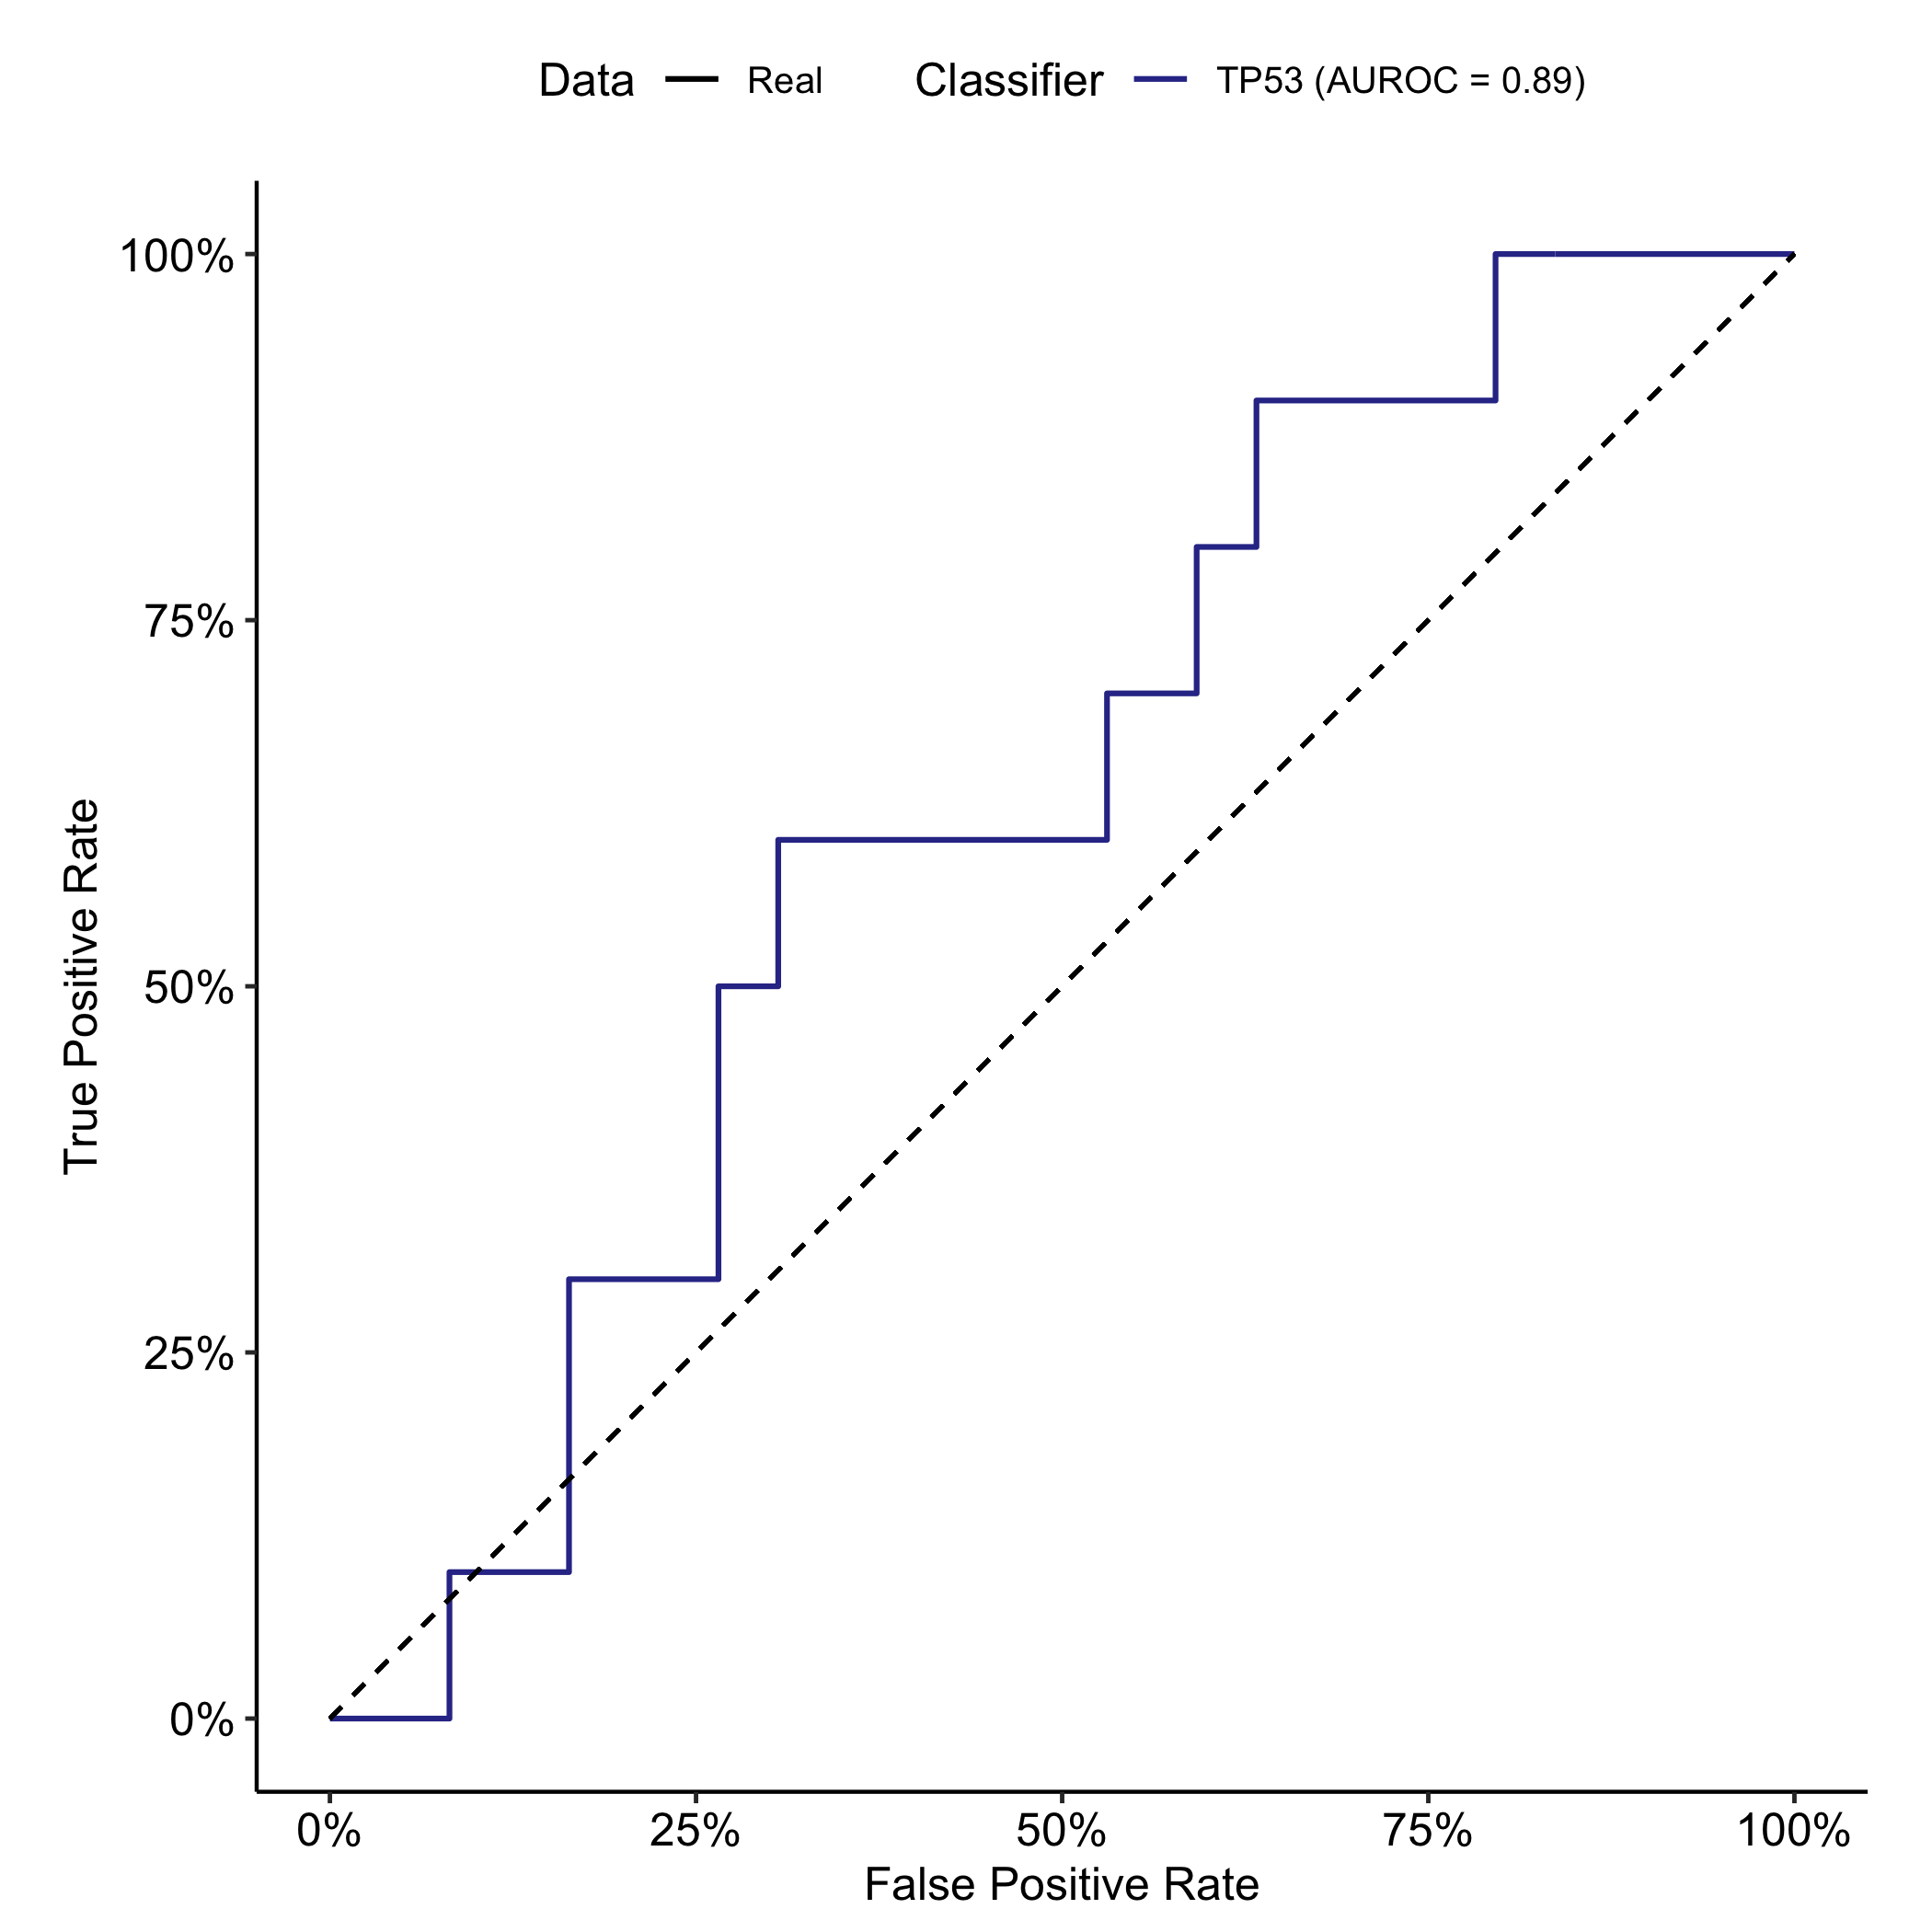 Data Real Classifier TP53 (AUROC = 0.89)
100%
75%
50%
25%
0%
True Positive Rate
0% 25% 50% 75% 100%
False Positive Rate